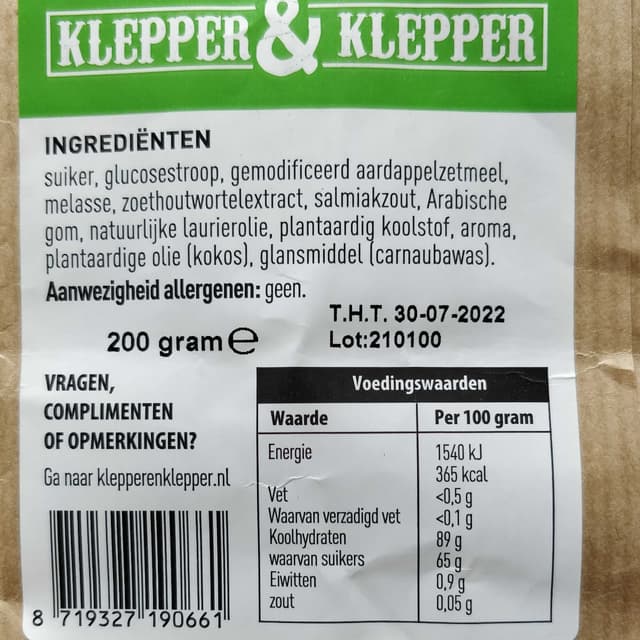 KLEPPER & KLEPPER
INGREDIËNTEN
suiker, glucosestroop, gemodificeerd aardappelzetmeel,
melasse, zoethoutwortelextract, salmiakzout, Arabische
gom, natuurlijke laurierolie, plantaardig koolstof, aroma,
plantaardige olie (kokos), glansmiddel (carnaubawas).
Aanwezigheid allergenen: geen.
T.H.T. 30-07-2022
200 gram e Lot:210100
VRAGEN,
COMPLIMENTEN
OF OPMERKINGEN?
Ga naar klepperenklepper.nl
8 719327 190661
Voedingswaarden
Waarde Per 100 gram
Energie 1540 kJ
365 kcal
Vet <0,5 g
Waarvan verzadigd vet <0,1 g
Koolhydraten 89 g
waarvan suikers 65 g
Eiwitten 0,9 g
zout 0,05 g